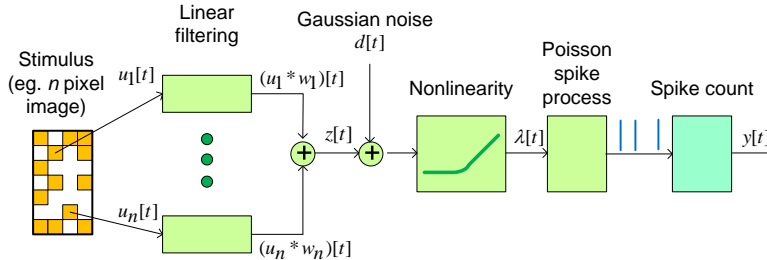 Linear
filtering
Gaussian noise
d[t]
Stimulus
(eg. n pixel
image)
u1[t]
(u1 * w1)[t]
z[t]
Nonlinearity
λ[t]
Poisson
spike
process
Spike count
y[t]
+
+
un[t]
(un * wn)[t]